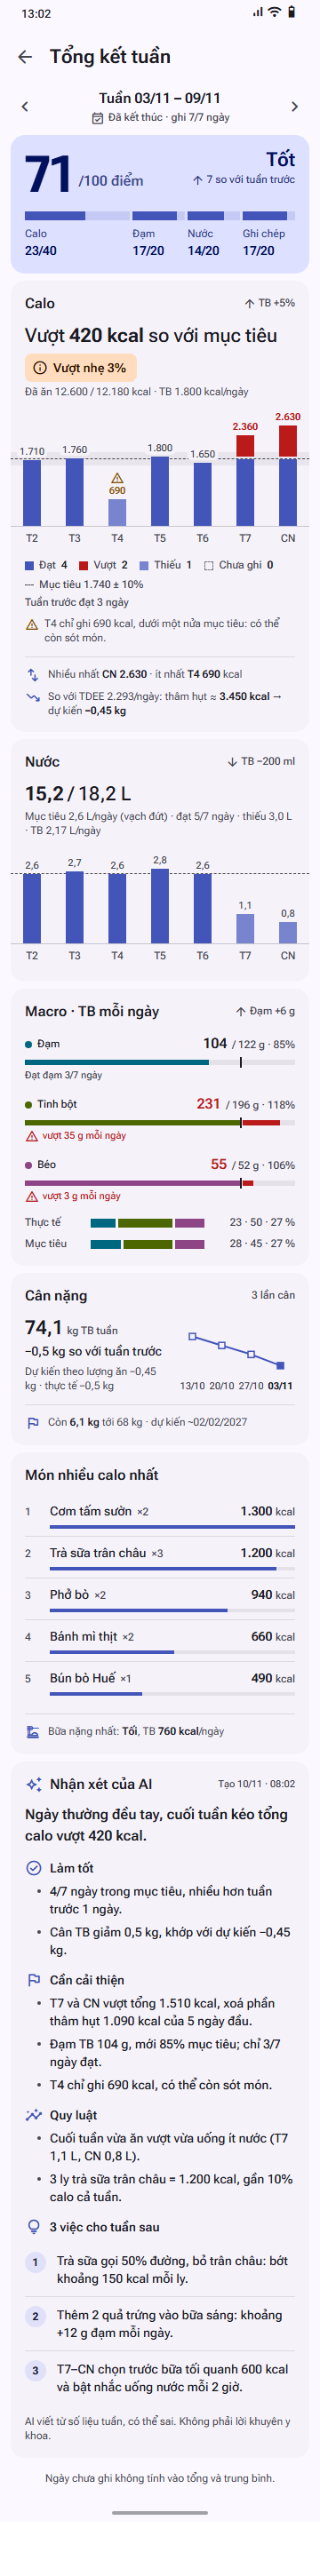 13:02
Tổng kết tuần
Tuần 03/11 – 09/11
Đã kết thúc · ghi 7/7 ngày
71 /100 điểm
Tốt
↑ 7 so với tuần trước
Calo Đạm Nước Ghi chép
23/40 17/20 14/20 17/20
Calo
↑ TB +5%
Vượt 420 kcal so với mục tiêu
Vượt nhẹ 3%
Đã ăn 12.600 / 12.180 kcal · TB 1.800 kcal/ngày
1.710 1.760 690 1.800 1.650 2.360 2.630
T2 T3 T4 T5 T6 T7 CN
Đạt 4 Vượt 2 Thiếu 1 Chưa ghi 0
Mục tiêu 1.740 ± 10%
Tuần trước đạt 3 ngày
T4 chỉ ghi 690 kcal, dưới một nửa mục tiêu: có thể
còn sót món.
Nhiều nhất CN 2.630 · ít nhất T4 690 kcal
So với TDEE 2.293/ngày: thâm hụt ≈ 3.450 kcal →
dự kiến −0,45 kg
Nước
↓ TB −200 ml
15,2 / 18,2 L
Mục tiêu 2,6 L/ngày (vạch đứt) · đạt 5/7 ngày · thiếu 3,0 L
· TB 2,17 L/ngày
2,6 2,7 2,6 2,8 2,6 1,1 0,8
T2 T3 T4 T5 T6 T7 CN
Macro · TB mỗi ngày
↑ Đạm +6 g
Đạm 104 / 122 g · 85%
Đạt đạm 3/7 ngày
Tinh bột 231 / 196 g · 118%
vượt 35 g mỗi ngày
Béo 55 / 52 g · 106%
vượt 3 g mỗi ngày
Thực tế 23 · 50 · 27 %
Mục tiêu 28 · 45 · 27 %
Cân nặng
3 lần cân
74,1 kg TB tuần
−0,5 kg so với tuần trước
Dự kiến theo lượng ăn −0,45
kg · thực tế −0,5 kg
13/10 20/10 27/10 03/11
Còn 6,1 kg tới 68 kg · dự kiến ~02/02/2027
Món nhiều calo nhất
1 Cơm tấm sườn ×2 1.300 kcal
2 Trà sữa trân châu ×3 1.200 kcal
3 Phở bò ×2 940 kcal
4 Bánh mì thịt ×2 660 kcal
5 Bún bò Huế ×1 490 kcal
Bữa nặng nhất: Tối, TB 760 kcal/ngày
Nhận xét của AI
Tạo 10/11 · 08:02
Ngày thường đều tay, cuối tuần kéo tổng
calo vượt 420 kcal.
Làm tốt
• 4/7 ngày trong mục tiêu, nhiều hơn tuần
trước 1 ngày.
• Cân TB giảm 0,5 kg, khớp với dự kiến −0,45
kg.
Cần cải thiện
• T7 và CN vượt tổng 1.510 kcal, xoá phần
thâm hụt 1.090 kcal của 5 ngày đầu.
• Đạm TB 104 g, mới 85% mục tiêu; chỉ 3/7
ngày đạt.
• T4 chỉ ghi 690 kcal, có thể còn sót món.
Quy luật
• Cuối tuần vừa ăn vượt vừa uống ít nước (T7
1,1 L, CN 0,8 L).
• 3 ly trà sữa trân châu = 1.200 kcal, gần 10%
calo cả tuần.
3 việc cho tuần sau
1 Trà sữa gọi 50% đường, bỏ trân châu: bớt
khoảng 150 kcal mỗi ly.
2 Thêm 2 quả trứng vào bữa sáng: khoảng
+12 g đạm mỗi ngày.
3 T7–CN chọn trước bữa tối quanh 600 kcal
và bật nhắc uống nước mỗi 2 giờ.
AI viết từ số liệu tuần, có thể sai. Không phải lời khuyên y
khoa.
Ngày chưa ghi không tính vào tổng và trung bình.